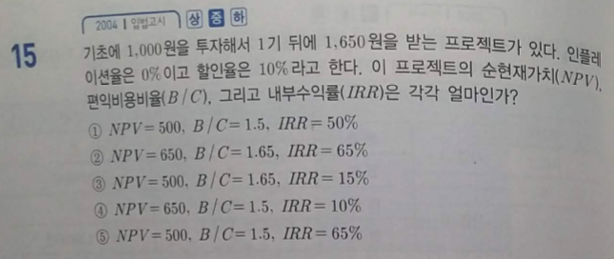 2004 | 입법고시 상 중 하
15 기초에 1,000원을 투자해서 1기 뒤에 1,650원을 받는 프로젝트가 있다. 인플레
이션율은 0%이고 할인율은 10%라고 한다. 이 프로젝트의 순현재가치(NPV),
편익비용비율(B/C), 그리고 내부수익률(IRR)은 각각 얼마인가?
① NPV=500, B/C=1.5, IRR=50%
② NPV=650, B/C=1.65, IRR=65%
③ NPV=500, B/C=1.65, IRR=15%
④ NPV=650, B/C=1.5, IRR=10%
⑤ NPV=500, B/C=1.5, IRR=65%